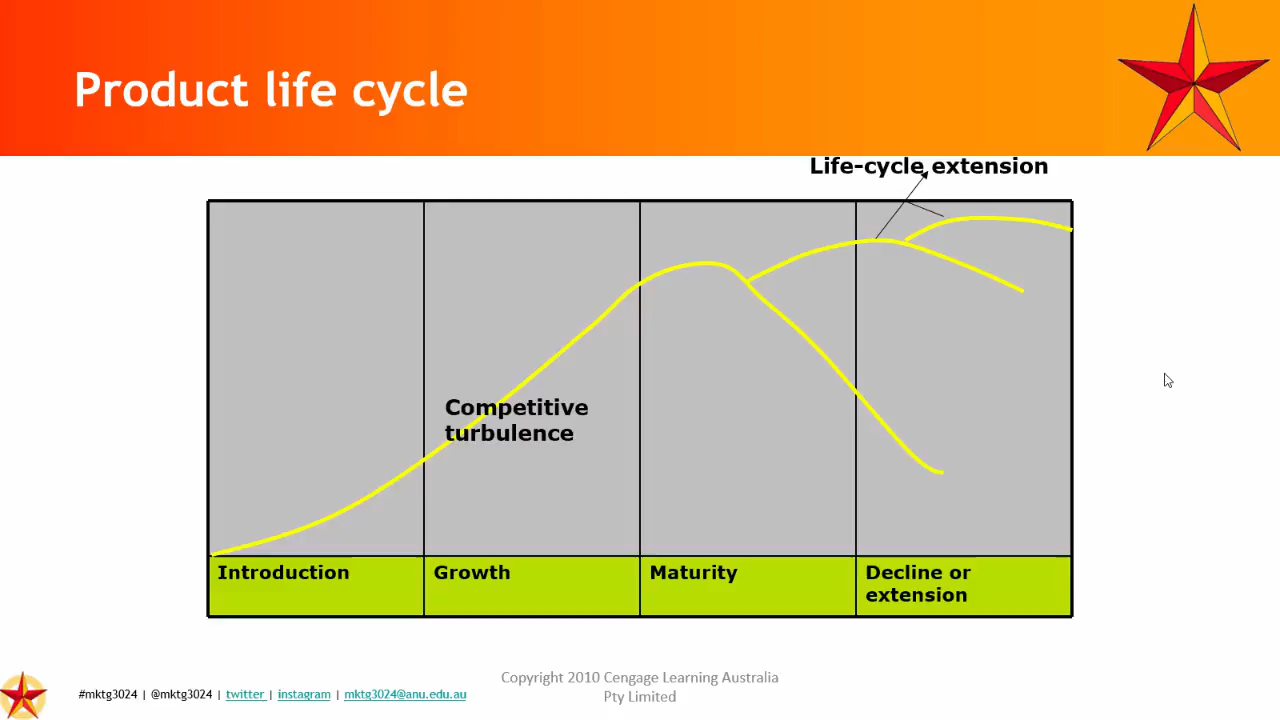 Product life cycle
Life-cycle extension
Competitive
turbulence
Introduction
Growth
Maturity
Decline or
extension
Copyright 2010 Cengage Learning Australia
Pty Limited
#mktg3024 | @mktg3024 | twitter | instagram | mktg3024@anu.edu.au